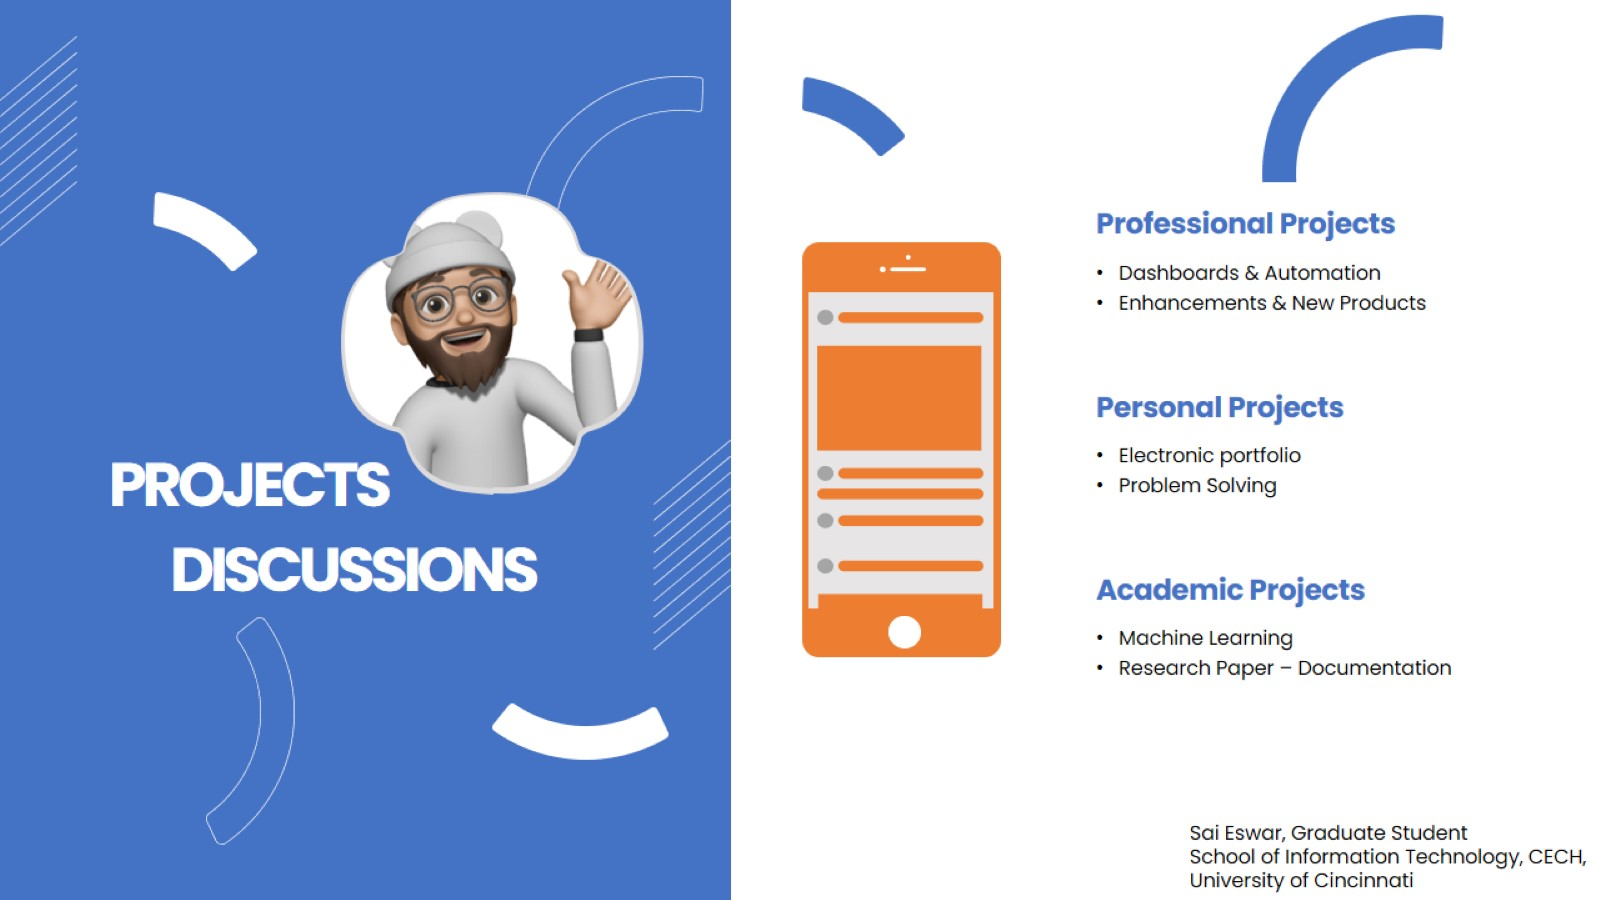 PROJECTS
DISCUSSIONS
Professional Projects
• Dashboards & Automation
• Enhancements & New Products
Personal Projects
• Electronic portfolio
• Problem Solving
Academic Projects
• Machine Learning
• Research Paper – Documentation
Sai Eswar, Graduate Student
School of Information Technology, CECH,
University of Cincinnati